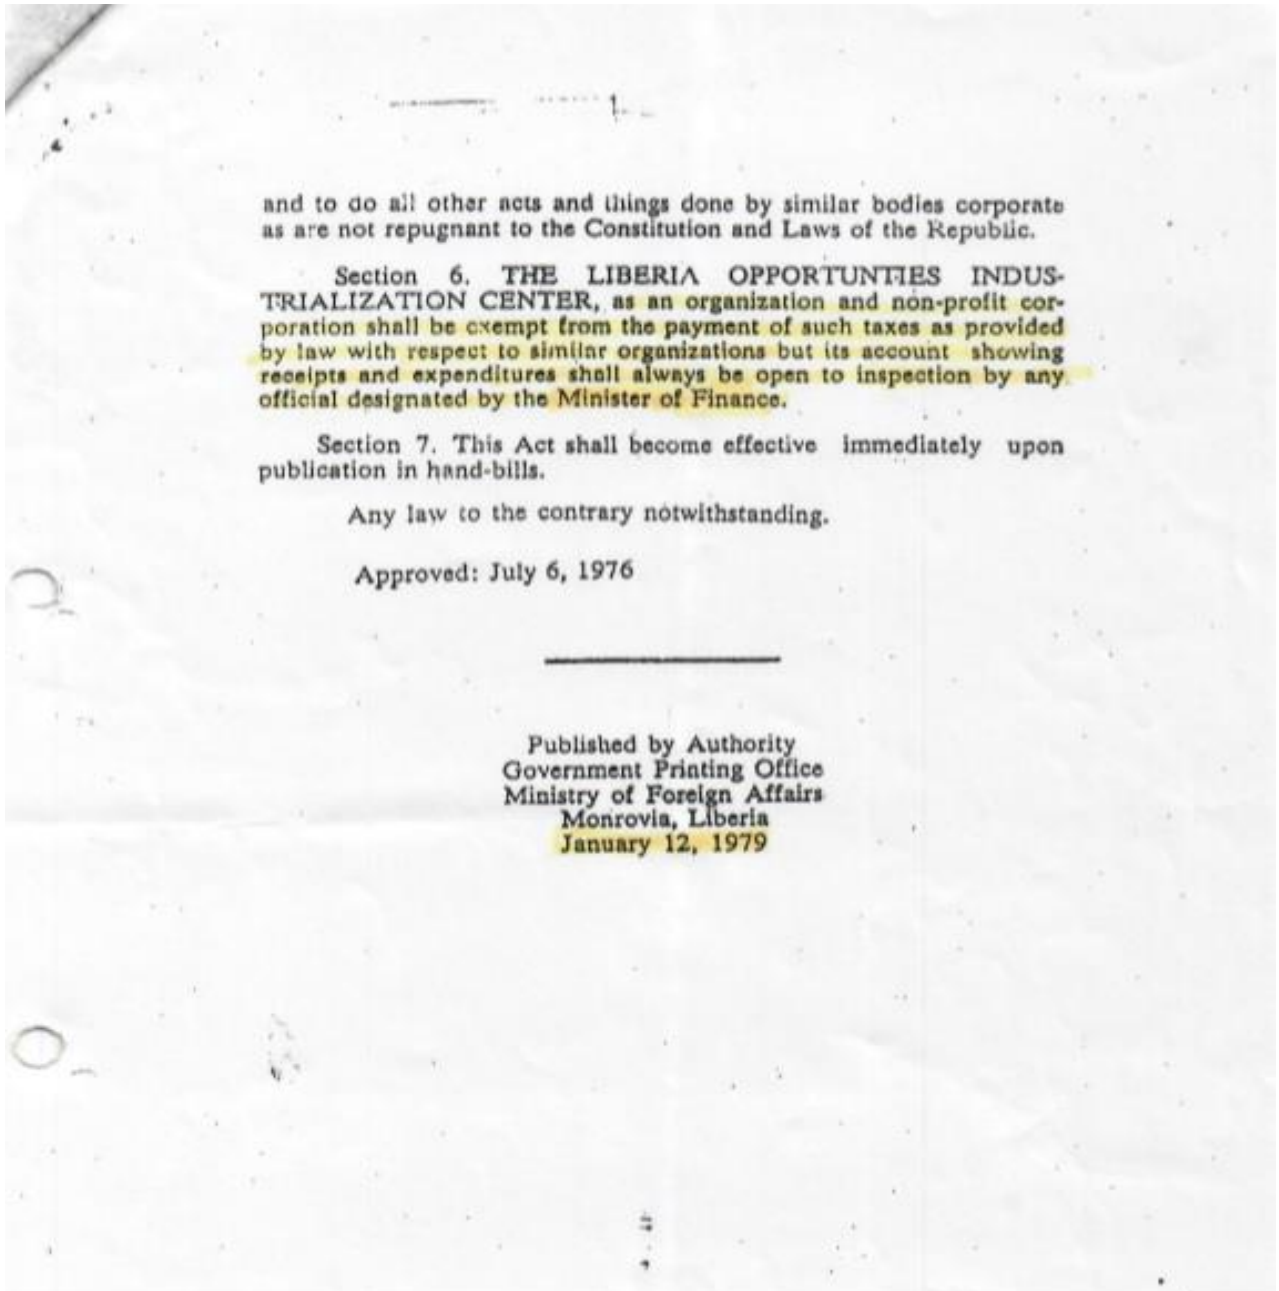 and to do all other acts and things done by similar bodies corporate
as are not repugnant to the Constitution and Laws of the Republic.
Section 6. THE LIBERIA OPPORTUNTIES INDUS-
TRIALIZATION CENTER, as an organization and non-profit cor-
poration shall be exempt from the payment of such taxes as provided
by law with respect to similar organizations but its account showing
receipts and expenditures shall always be open to inspection by any
official designated by the Minister of Finance.
Section 7. This Act shall become effective immediately upon
publication in hand-bills.
Any law to the contrary notwithstanding.
Approved: July 6, 1976
Published by Authority
Government Printing Office
Ministry of Foreign Affairs
Monrovia, Liberia
January 12, 1979